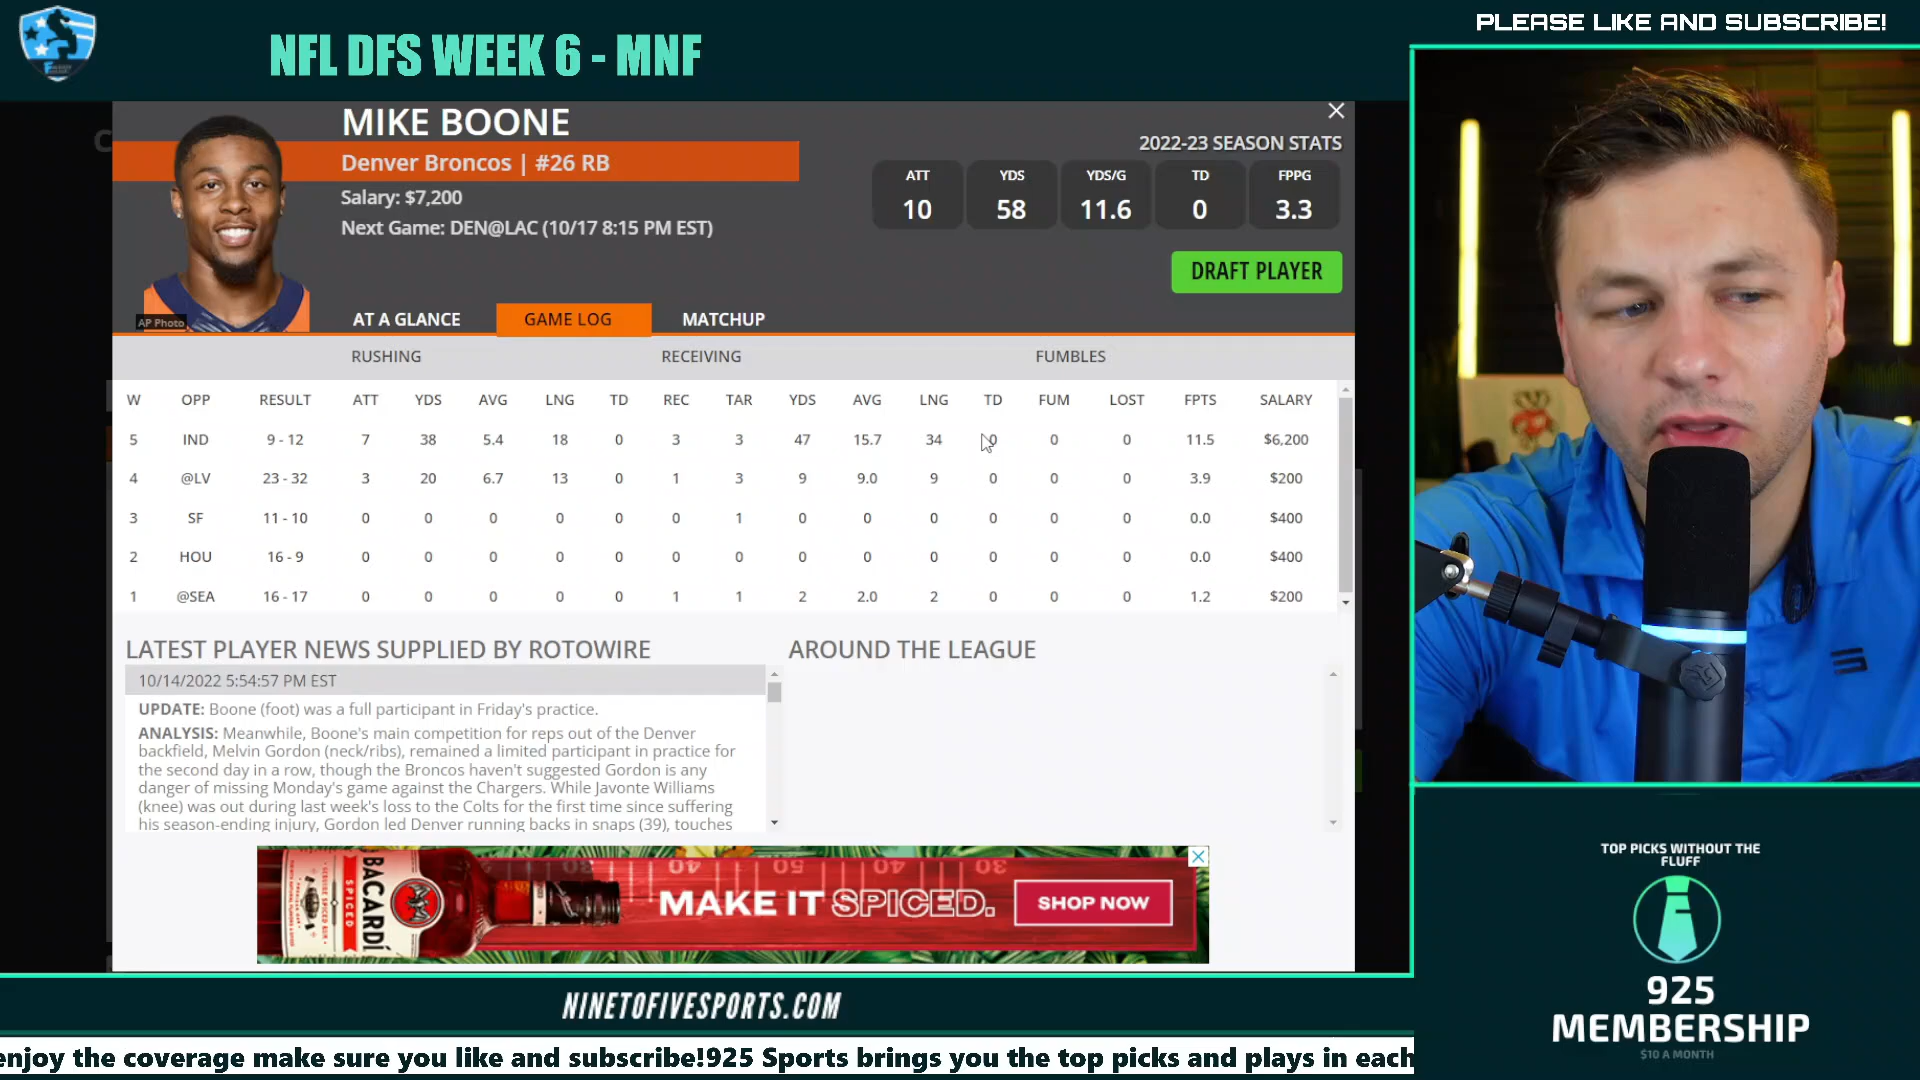 PLEASE LIKE AND SUBSCRIBE!
NFL DFS WEEK 6 - MNF
MIKE BOONE
Denver Broncos | #26 RB
Salary: $7,200
Next Game: DEN@LAC (10/17 8:15 PM EST)
2022-23 SEASON STATS
ATT YDS YDS/G TD FPPG
10 58 11.6 0 3.3
DRAFT PLAYER
AP Photo
AT A GLANCE GAME LOG MATCHUP
RUSHING RECEIVING FUMBLES
W OPP RESULT ATT YDS AVG LNG TD REC TAR YDS AVG LNG TD FUM LOST FPTS SALARY
5 IND 9 - 12 7 38 5.4 18 0 3 3 47 15.7 34 0 0 0 11.5 $6,200
4 @LV 23 - 32 3 20 6.7 13 0 1 3 9 9.0 9 0 0 0 3.9 $200
3 SF 11 - 10 0 0 0 0 0 0 1 0 0 0 0 0 0 0.0 $400
2 HOU 16 - 9 0 0 0 0 0 0 0 0 0 0 0 0 0 0.0 $400
1 @SEA 16 - 17 0 0 0 0 0 1 1 2 2.0 2 0 0 0 1.2 $200
LATEST PLAYER NEWS SUPPLIED BY ROTOWIRE
AROUND THE LEAGUE
10/14/2022 5:54:57 PM EST
UPDATE: Boone (foot) was a full participant in Friday's practice.
ANALYSIS: Meanwhile, Boone's main competition for reps out of the Denver
backfield, Melvin Gordon (neck/ribs), remained a limited participant in practice for
the second day in a row, though the Broncos haven't suggested Gordon is any
danger of missing Monday's game against the Chargers. While Javonte Williams
(knee) was out during last week's loss to the Colts for the first time since suffering
his season-ending injury, Gordon led Denver running backs in snaps (39), touches
BACARDÍ
SPICED
40 50 40 30
MAKE IT SPICED.
SHOP NOW
TOP PICKS WITHOUT THE
FLUFF
925
MEMBERSHIP
$10 A MONTH
NINETOFIVESPORTS.COM
enjoy the coverage make sure you like and subscribe!925 Sports brings you the top picks and plays in each